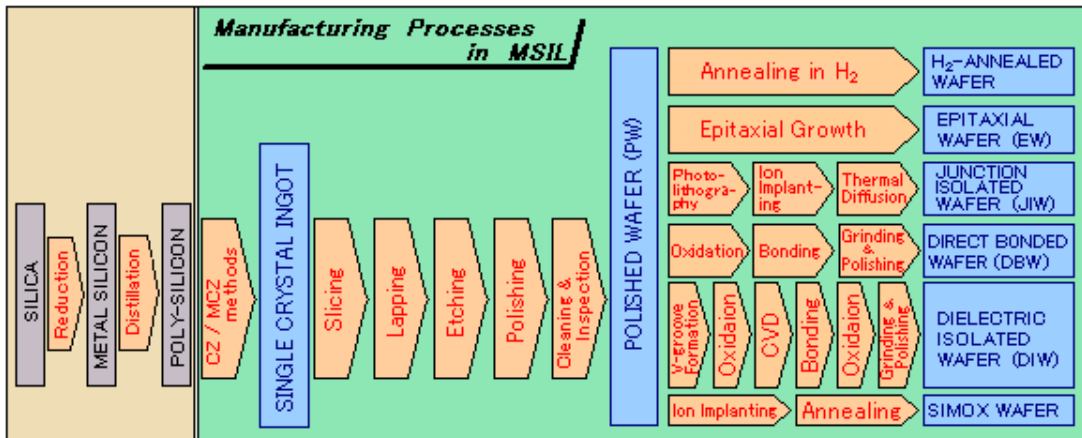 Manufacturing Processes
in MSIL
SILICA
Reduction
METAL SILICON
Distillation
POLY-SILICON
CZ / MCZ
methods
SINGLE CRYSTAL INGOT
Slicing
Lapping
Etching
Polishing
Cleaning &
Inspection
POLISHED WAFER (PW)
Annealing in H₂
H₂-ANNEALED
WAFER
Epitaxial Growth
EPITAXIAL
WAFER (EW)
Photo-
lithogra-
phy
Ion
Implant-
ing
Thermal
Diffusion
JUNCTION
ISOLATED
WAFER (JIW)
Oxidation
Bonding
Grinding
&
Polishing
DIRECT BONDED
WAFER (DBW)
V-groove
Formation
Oxidaion
CVD
Bonding
Oxidaion
Grinding &
Polishing
DIELECTRIC
ISOLATED
WAFER (DIW)
Ion Implanting
Annealing
SIMOX WAFER